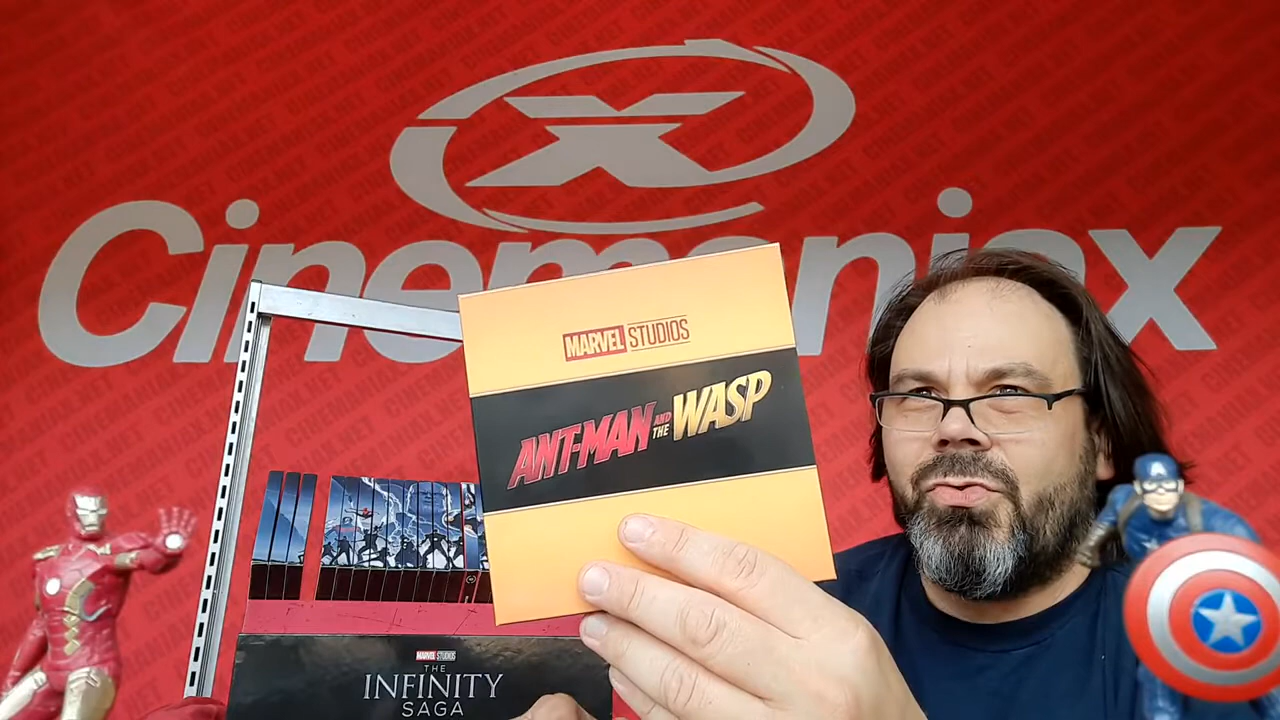 X
Cinemaniax
MARVEL STUDIOS
ANT-MAN AND THE WASP
MARVEL STUDIOS
THE
INFINITY
SAGA